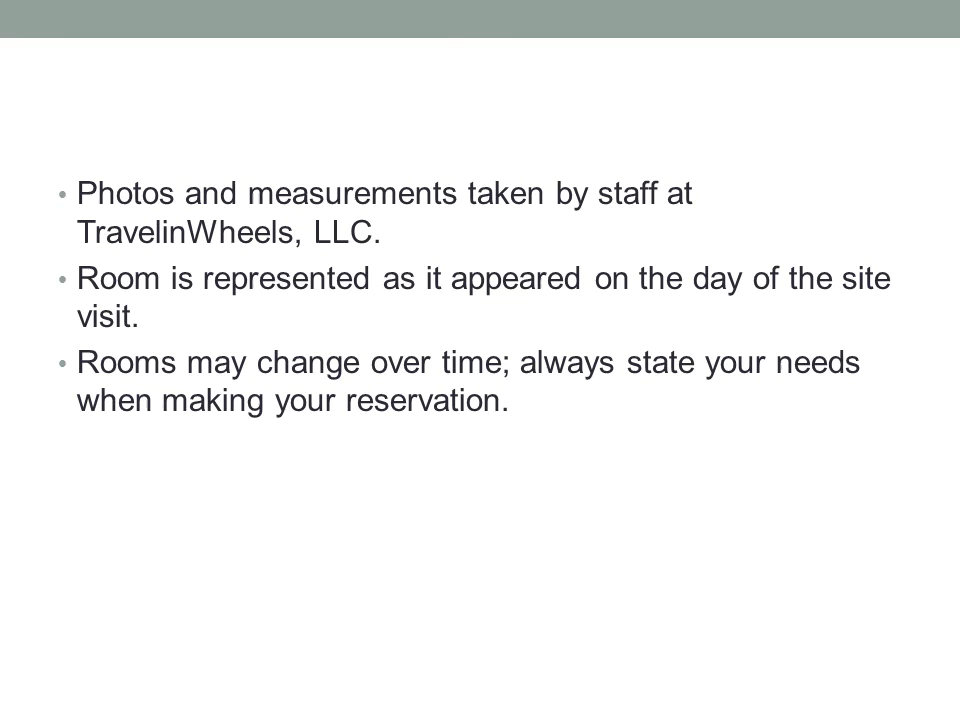 • Photos and measurements taken by staff at
TravelinWheels, LLC.
• Room is represented as it appeared on the day of the site
visit.
• Rooms may change over time; always state your needs
when making your reservation.